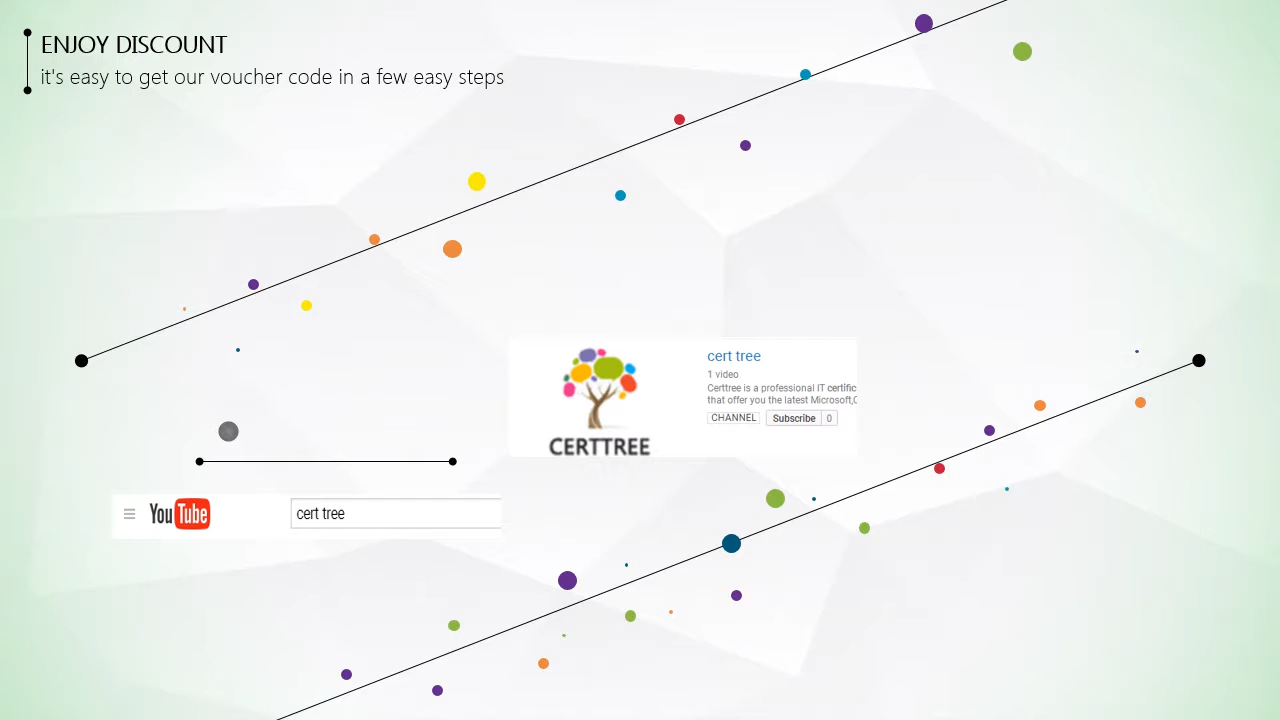 ENJOY DISCOUNT
it's easy to get our voucher code in a few easy steps
cert tree
1 video
Certtree is a professional IT certific
that offer you the latest Microsoft,C
CHANNEL Subscribe 0
CERTTREE
YouTube cert tree